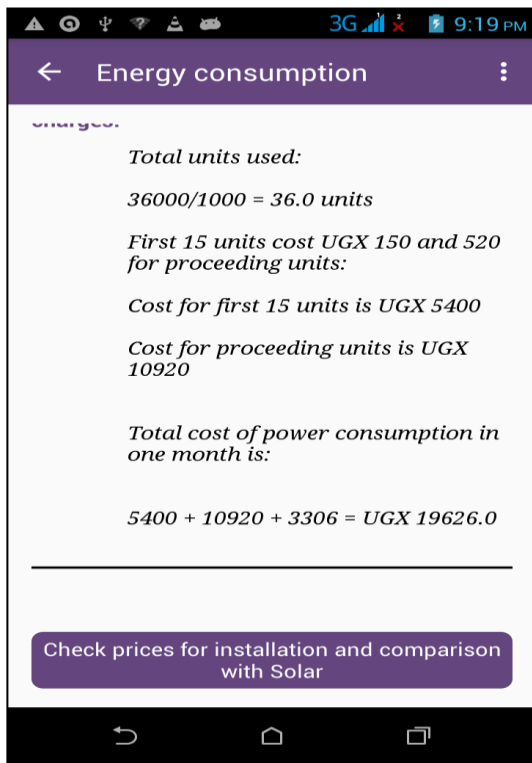 3G 9:19 PM
Energy consumption
charges:
Total units used:
36000/1000 = 36.0 units
First 15 units cost UGX 150 and 520
for proceeding units:
Cost for first 15 units is UGX 5400
Cost for proceeding units is UGX
10920
Total cost of power consumption in
one month is:
5400 + 10920 + 3306 = UGX 19626.0
Check prices for installation and comparison
with Solar